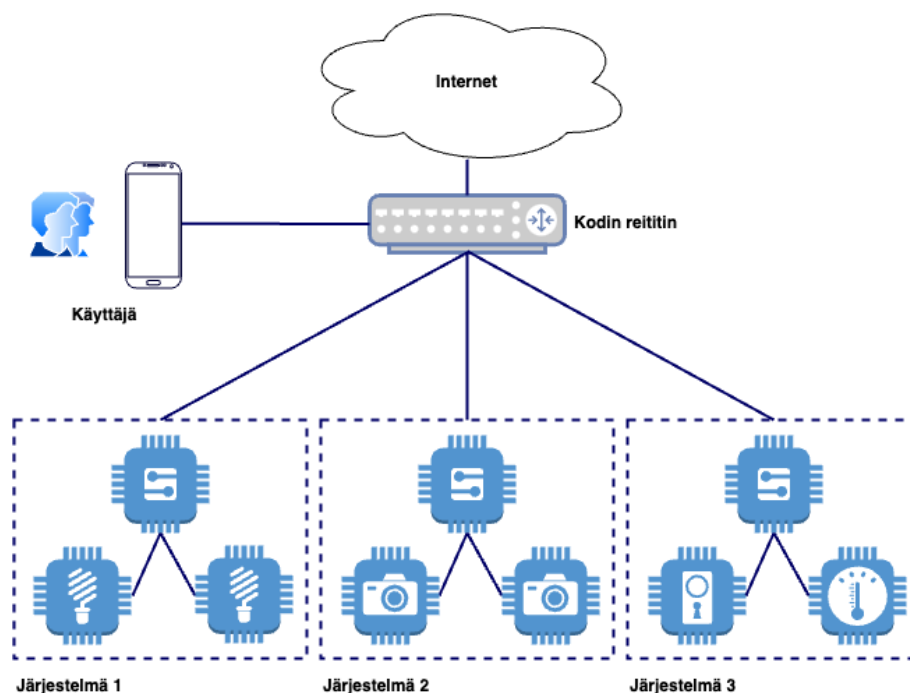 Internet
Kodin reititin
Käyttäjä
Järjestelmä 1
Järjestelmä 2
Järjestelmä 3